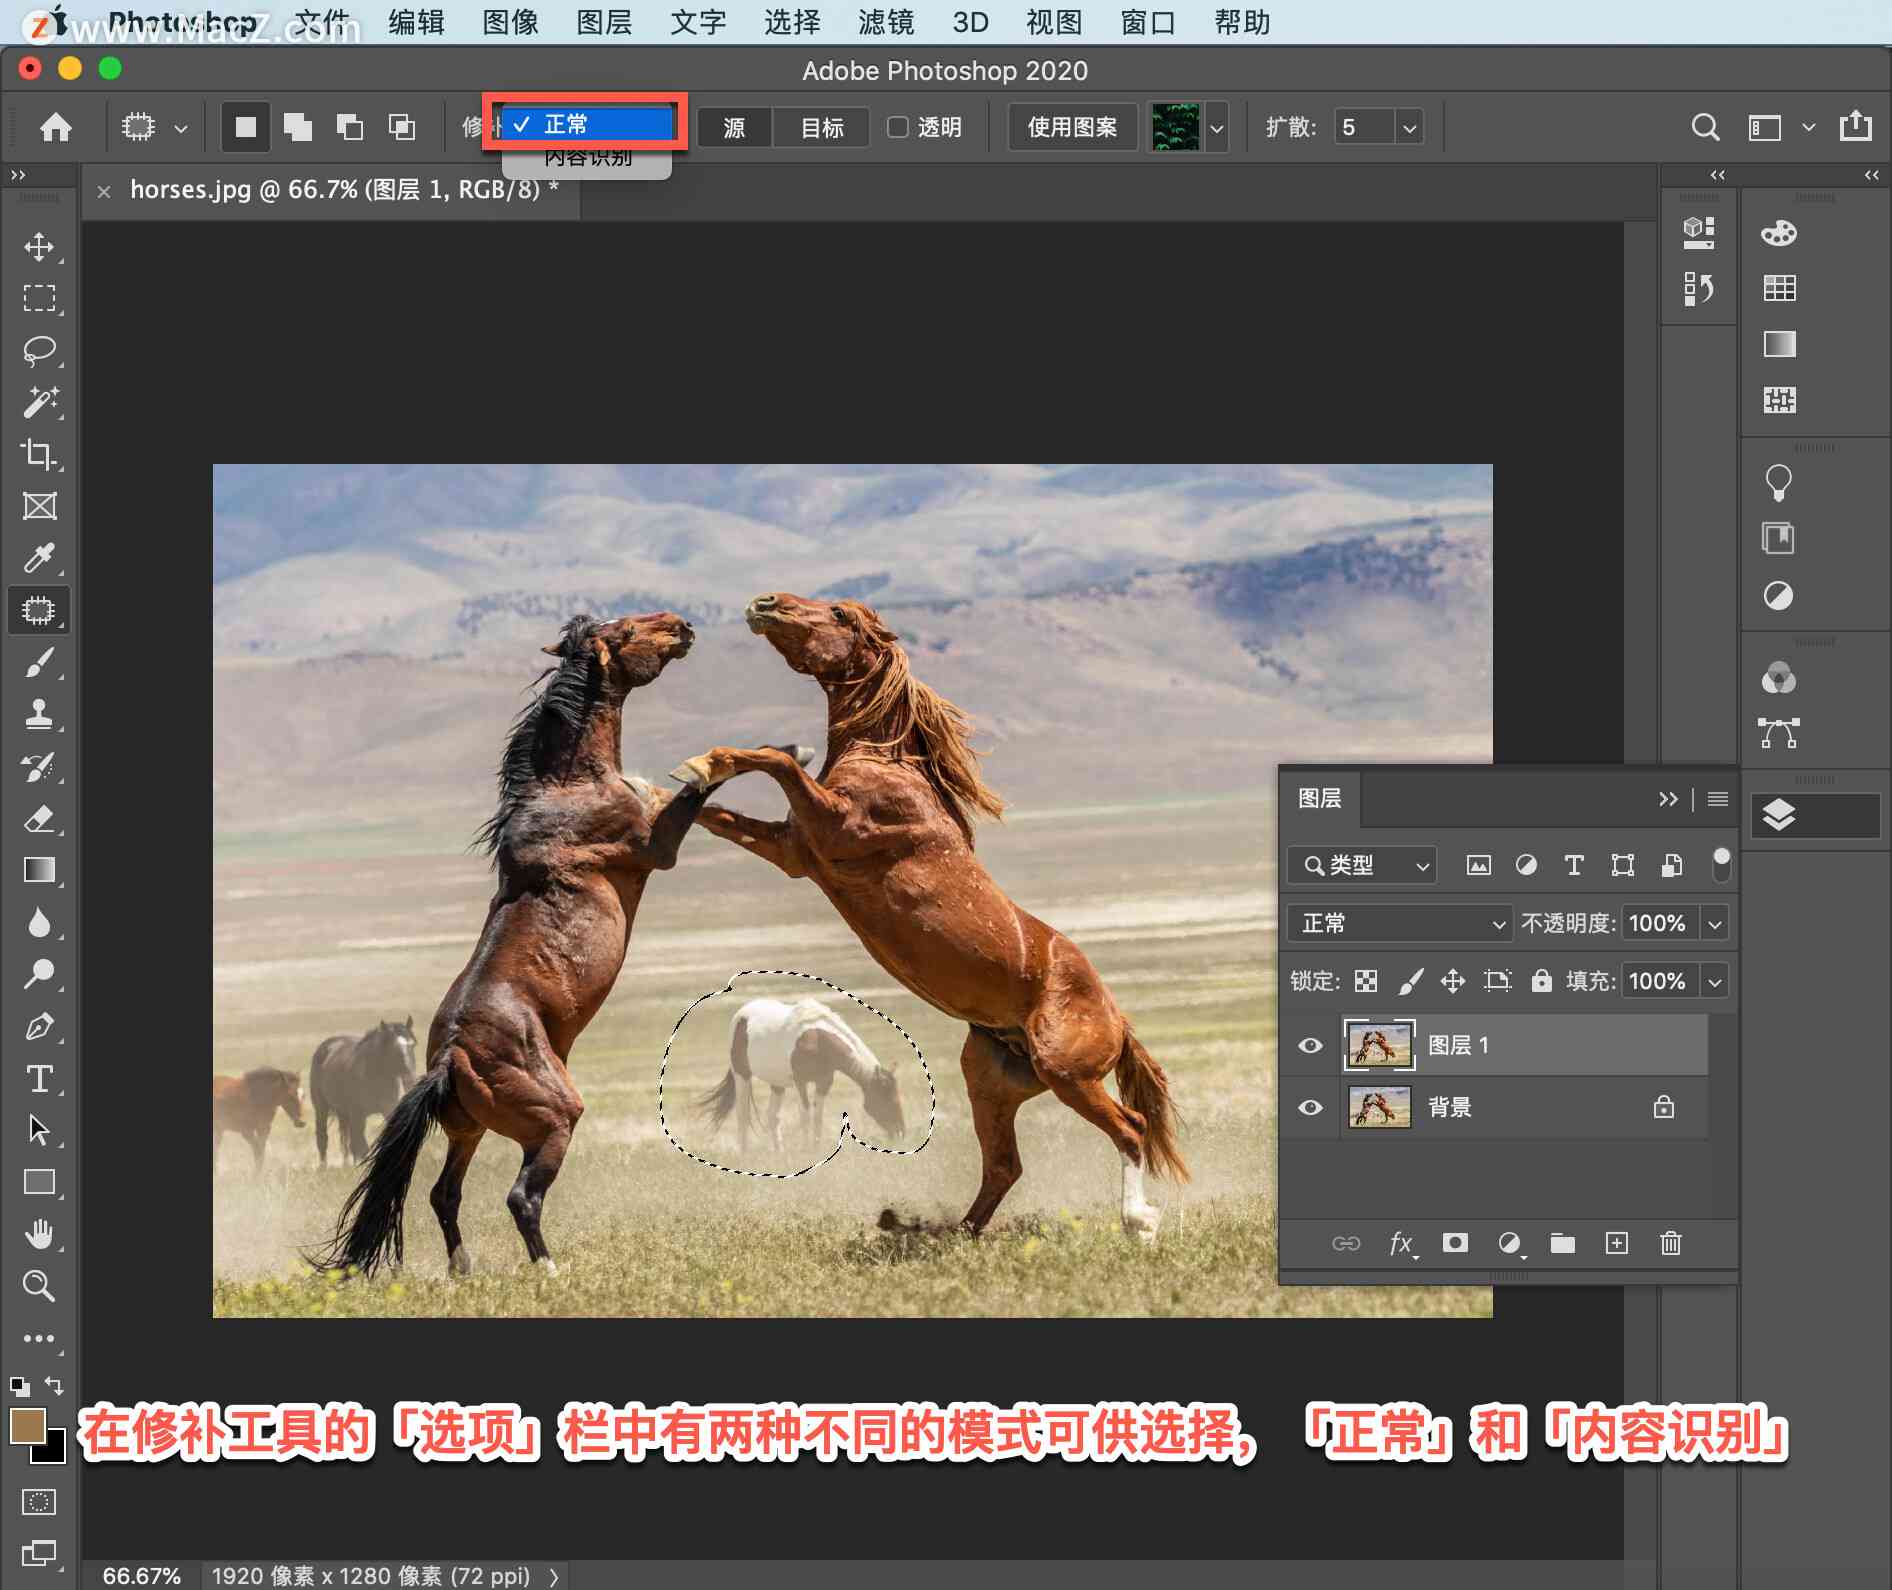 Photoshop 文件 编辑 图像 图层 文字 选择 滤镜 3D 视图 窗口 帮助
www.MacZ.com
Adobe Photoshop 2020
修补 ✓ 正常 源 目标 透明 使用图案 扩散: 5
内容识别
horses.jpg @ 66.7% (图层 1, RGB/8) *
图层
类型
正常 不透明度: 100%
锁定: 填充: 100%
图层 1
背景
fx
在修补工具的「选项」栏中有两种不同的模式可供选择，「正常」和「内容识别」
66.67% 1920 像素 x 1280 像素 (72 ppi)